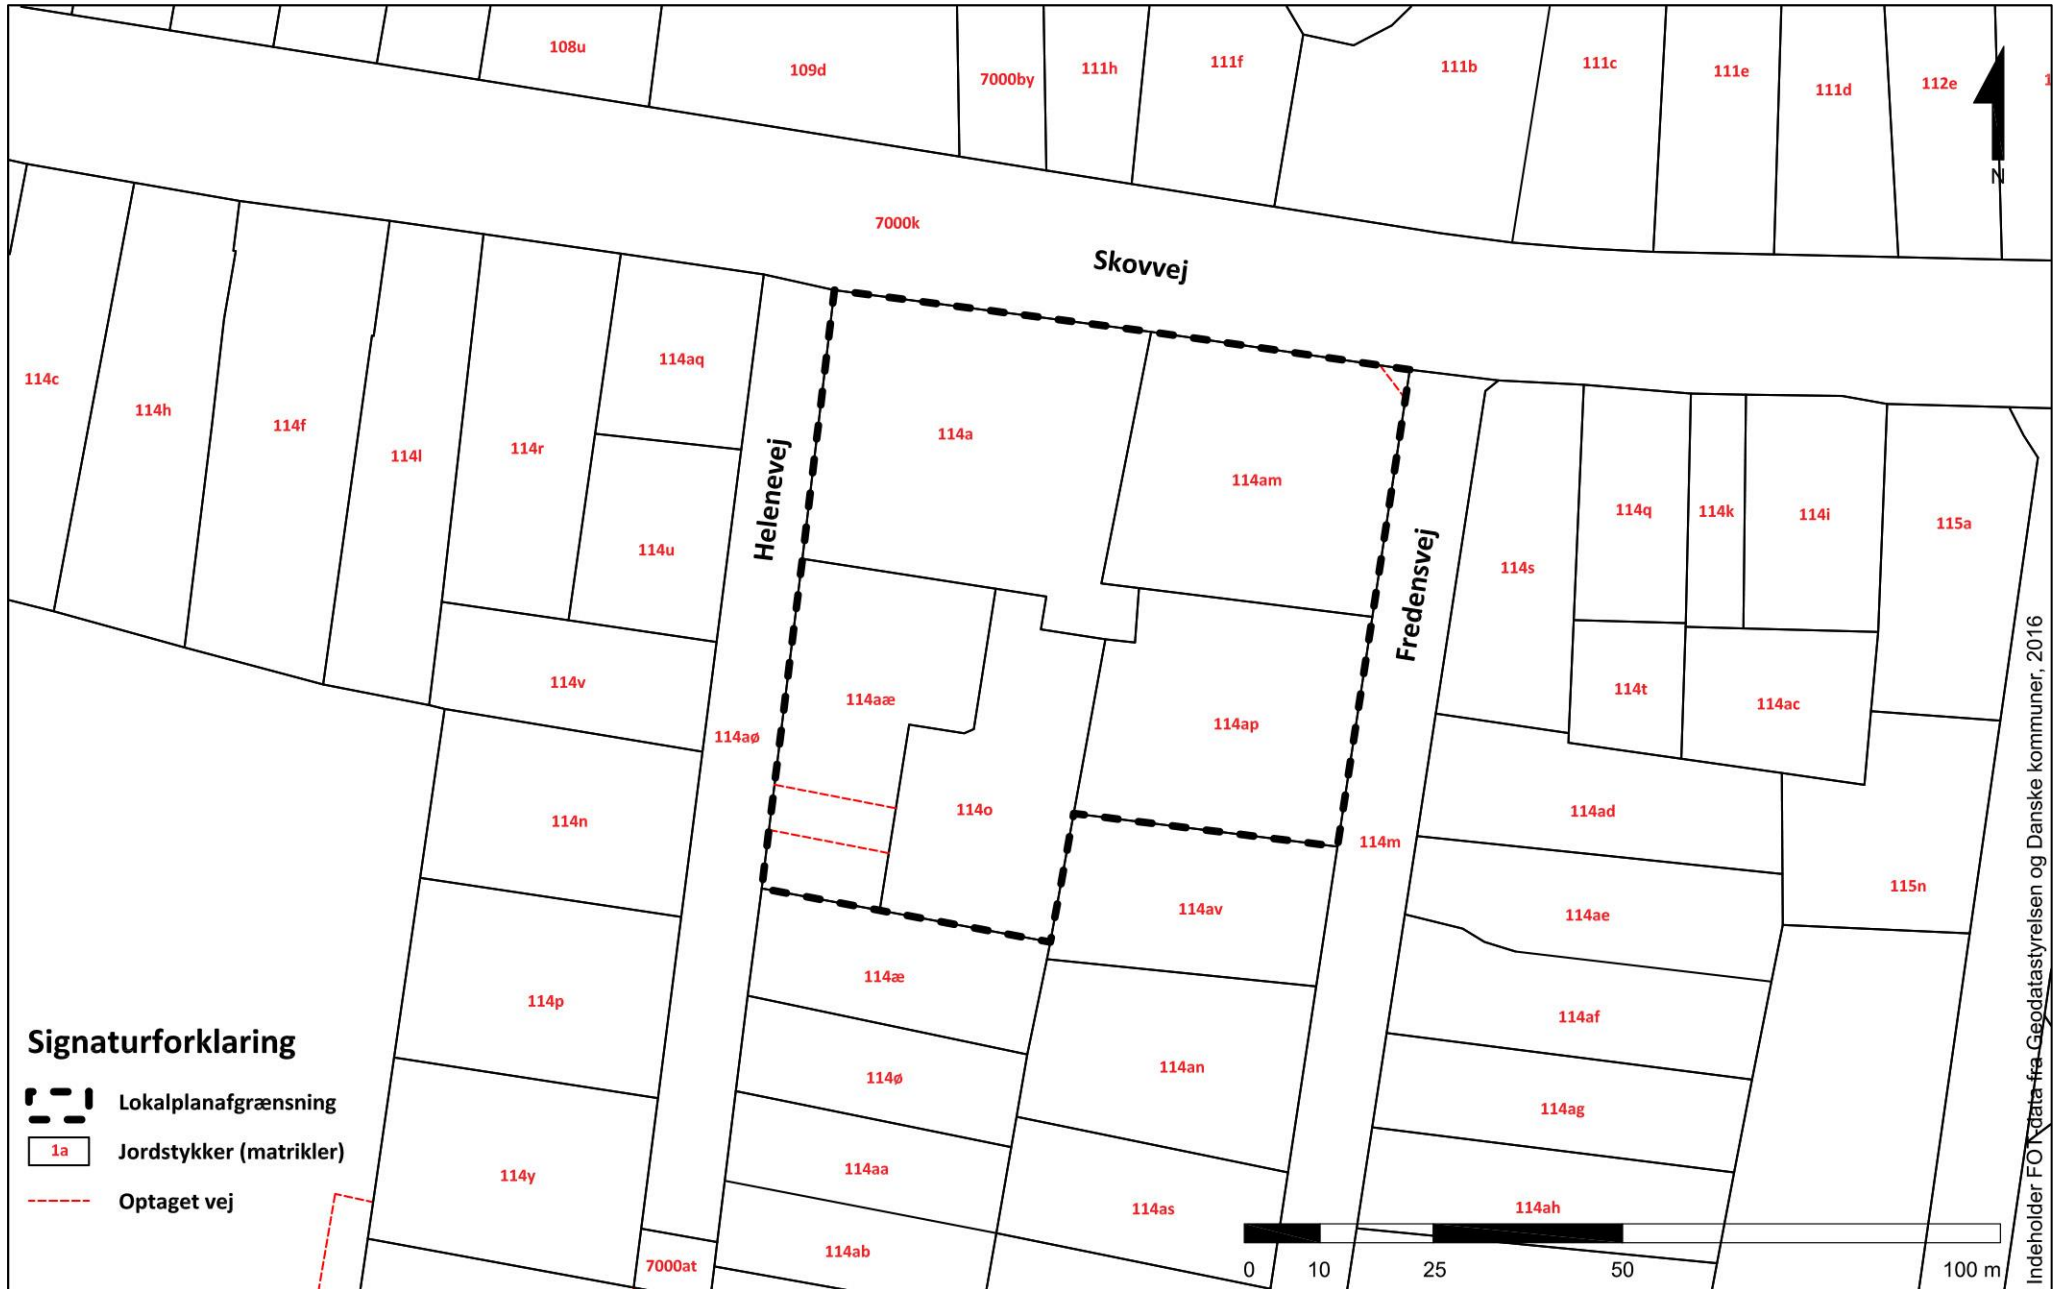 108u
109d
7000by
111h
111f
111b
111c
111e
111d
112e
1
N
7000k
Skovvej
114c
114h
114f
114l
114r
114aq
114u
Helenevej
114a
114am
Fredensvej
114s
114q
114k
114i
115a
114t
114ac
114v
114aø
114aæ
114o
114ap
114m
114n
114ad
115n
114av
114ae
114p
114æ
114af
114ø
114an
114ag
114y
114aa
114as
114ah
7000at
114ab
Signaturforklaring
Lokalplanafgrænsning
1a Jordstykker (matrikler)
Optaget vej
0 10 25 50 100 m
Indeholder FOT-data fra Geodatastyrelsen og Danske kommuner, 2016